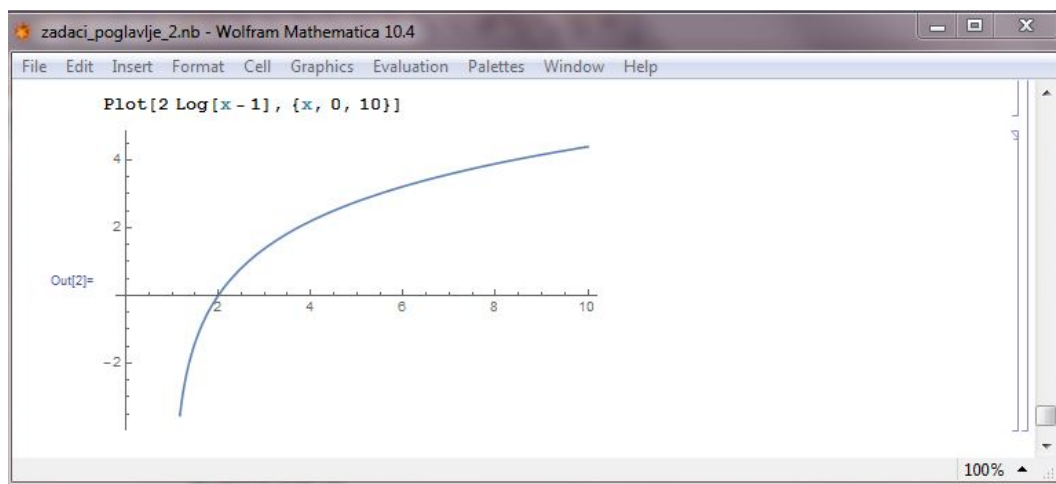 zadaci_poglavlje_2.nb - Wolfram Mathematica 10.4
File Edit Insert Format Cell Graphics Evaluation Palettes Window Help
Plot[2 Log[x - 1], {x, 0, 10}]
4
2
Out[2]=
2 4 6 8 10
-2
100%